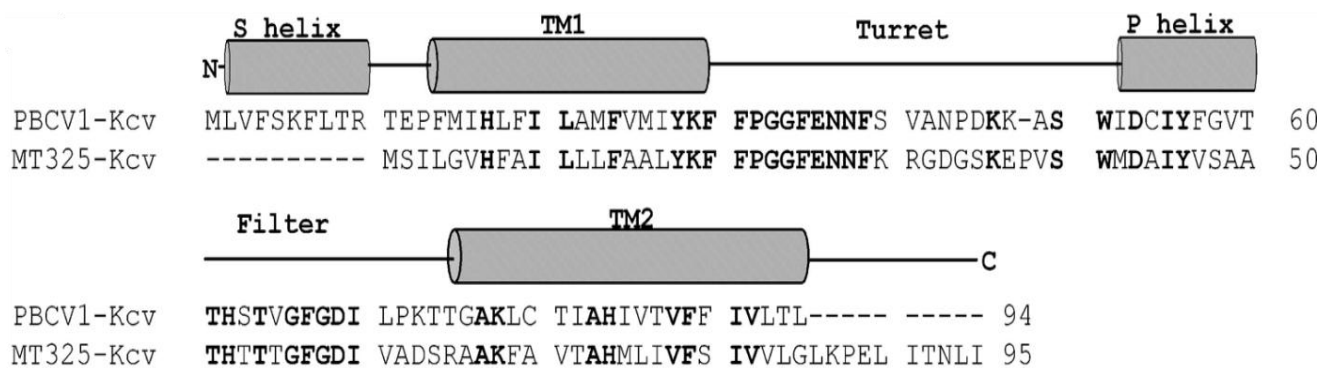 S helix TM1 Turret P helix
N
PBCV1-Kcv MLVFSKFLTR TEPFMIHLFI LAMFVMIYKF FPGGFENNFS VANPDKK-AS WIDCIYFGVT 60
MT325-Kcv ---------- MSILGVHFAI LLLFAALYKF FPGGFENNFK RGDGSKEPVS WMDAIYVSAA 50
Filter TM2
C
PBCV1-Kcv THSTVGFGDI LPKTTGAKLC TIAHIVTVFF IVLTL----- ----- 94
MT325-Kcv THTTTGFGDI VADSRAAKFA VTAHMLIVFS IVVLGLKPEL ITNLI 95